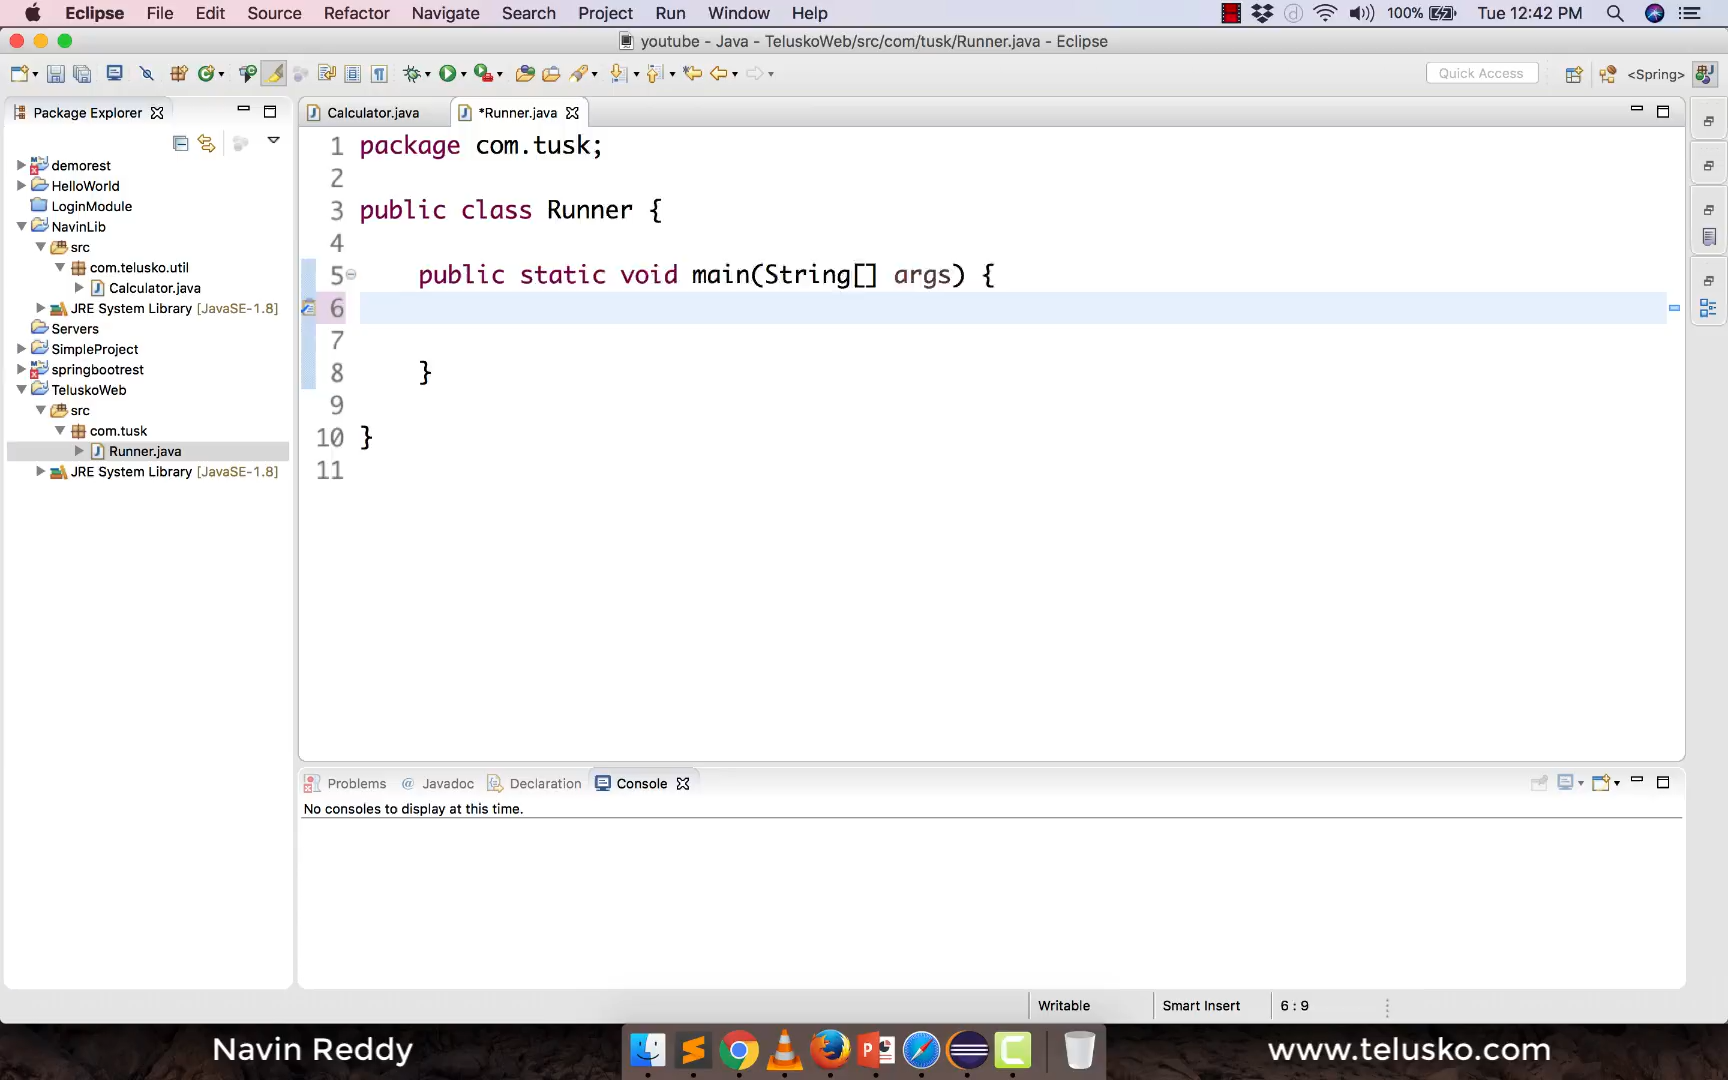 Eclipse File Edit Source Refactor Navigate Search Project Run Window Help 100% Tue 12:42 PM
youtube - Java - TeluskoWeb/src/com/tusk/Runner.java - Eclipse
Quick Access <Spring>
Package Explorer
demorest
HelloWorld
LoginModule
NavinLib
src
com.telusko.util
Calculator.java
JRE System Library [JavaSE-1.8]
Servers
SimpleProject
springbootrest
TeluskoWeb
src
com.tusk
Runner.java
JRE System Library [JavaSE-1.8]
Calculator.java *Runner.java
1 package com.tusk;
2
3 public class Runner {
4
5 public static void main(String[] args) {
6
7
8 }
9
10 }
11
Problems @ Javadoc Declaration Console
No consoles to display at this time.
Writable Smart Insert 6 : 9
Navin Reddy www.telusko.com